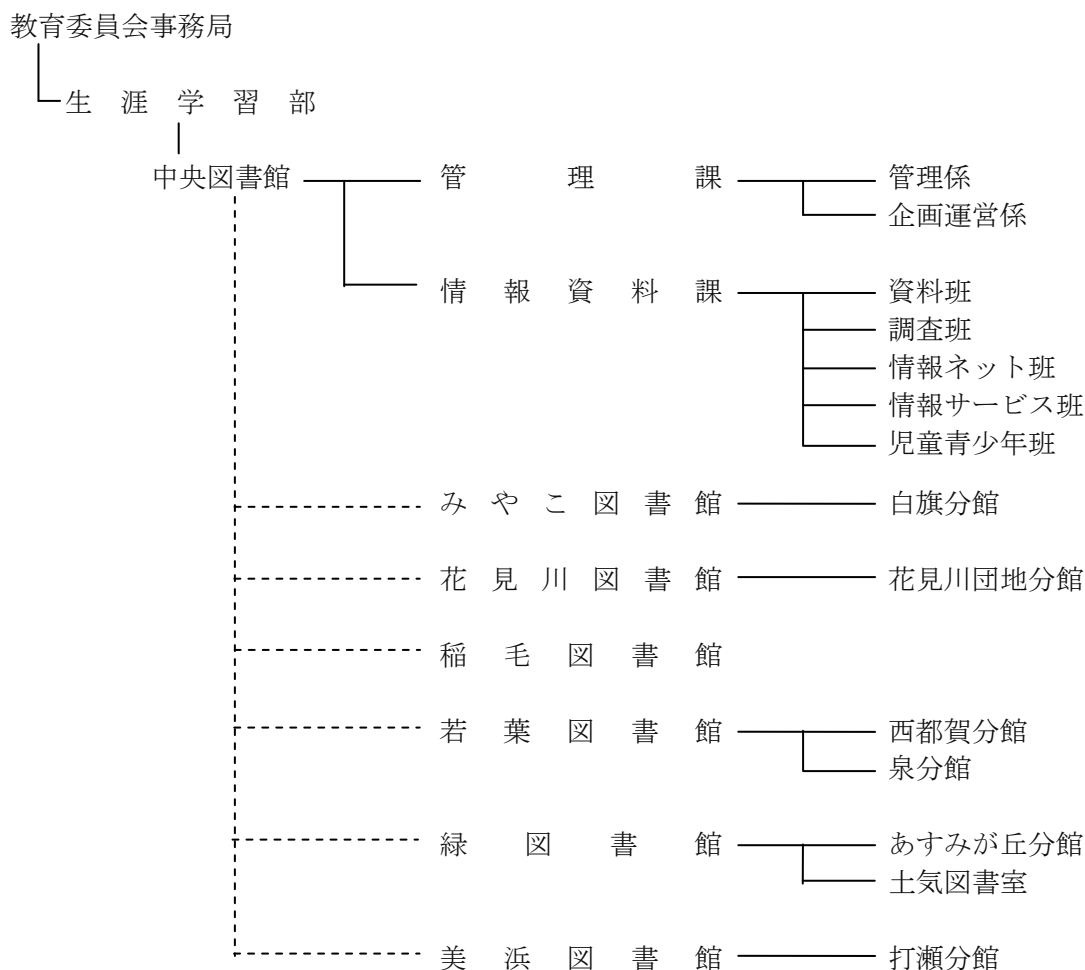 教育委員会事務局
生涯学習部
中央図書館 管理課 管理係
企画運営係
情報資料課 資料班
調査班
情報ネット班
情報サービス班
児童青少年班
みやこ図書館 白旗分館
花見川図書館 花見川団地分館
稲毛図書館
若葉図書館 西都賀分館
泉分館
緑図書館 あすみが丘分館
土気図書室
美浜図書館 打瀬分館